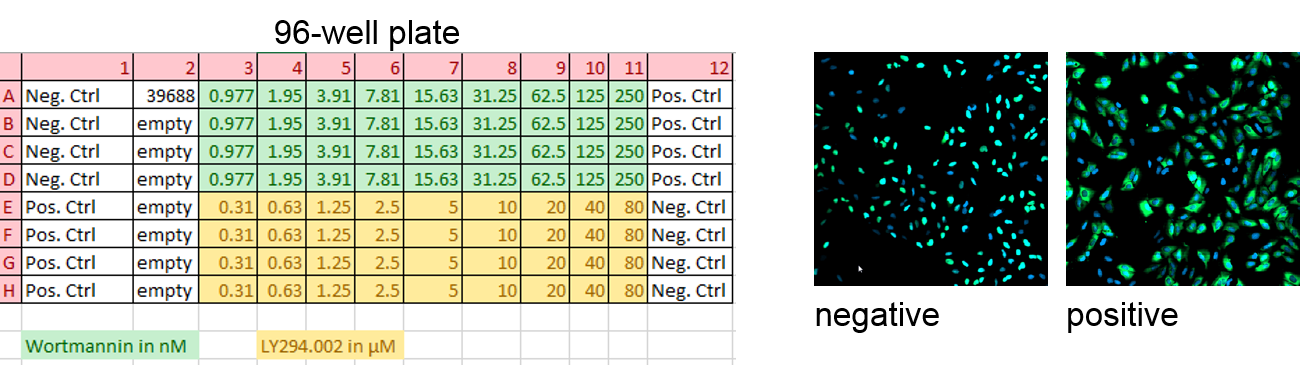 96-well plate
1 2 3 4 5 6 7 8 9 10 11 12
A Neg. Ctrl 39688 0.977 1.95 3.91 7.81 15.63 31.25 62.5 125 250 Pos. Ctrl
B Neg. Ctrl empty 0.977 1.95 3.91 7.81 15.63 31.25 62.5 125 250 Pos. Ctrl
C Neg. Ctrl empty 0.977 1.95 3.91 7.81 15.63 31.25 62.5 125 250 Pos. Ctrl
D Neg. Ctrl empty 0.977 1.95 3.91 7.81 15.63 31.25 62.5 125 250 Pos. Ctrl
E Pos. Ctrl empty 0.31 0.63 1.25 2.5 5 10 20 40 80 Neg. Ctrl
F Pos. Ctrl empty 0.31 0.63 1.25 2.5 5 10 20 40 80 Neg. Ctrl
G Pos. Ctrl empty 0.31 0.63 1.25 2.5 5 10 20 40 80 Neg. Ctrl
H Pos. Ctrl empty 0.31 0.63 1.25 2.5 5 10 20 40 80 Neg. Ctrl
Wortmannin in nM LY294.002 in µM
negative positive